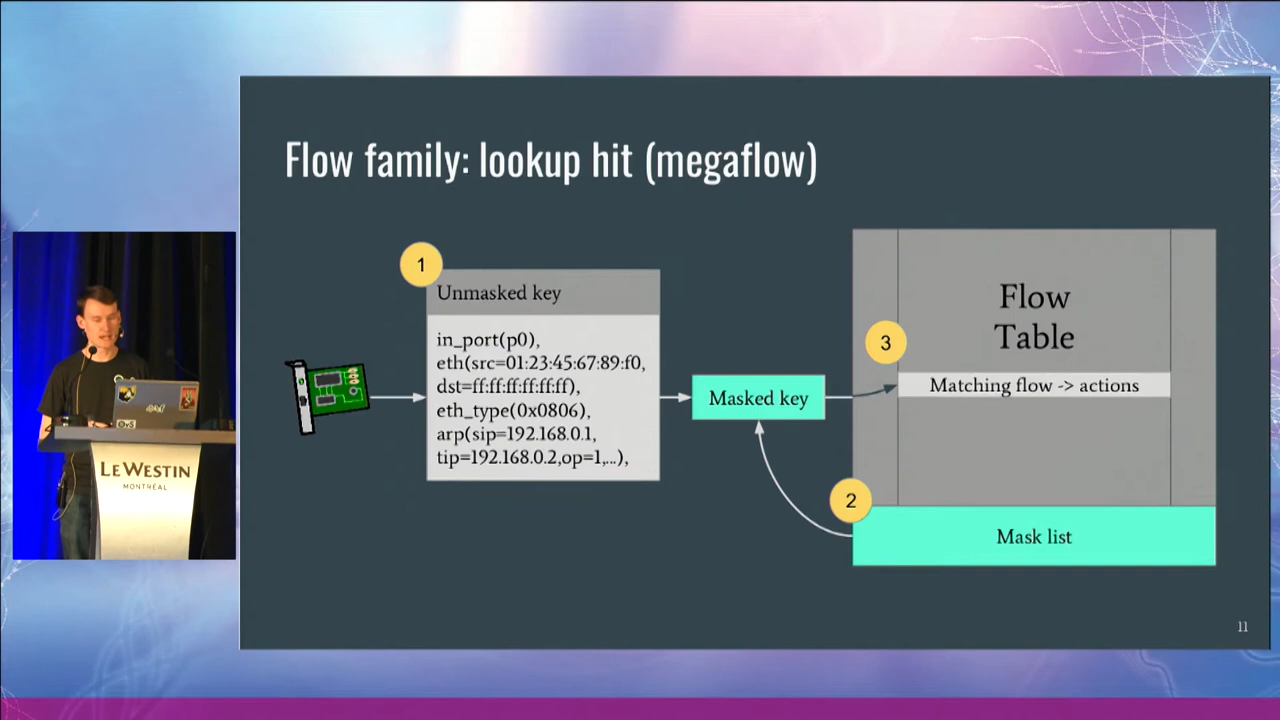 Flow family: lookup hit (megaflow)
1
Unmasked key
in_port(p0),
eth(src=01:23:45:67:89:f0,
dst=ff:ff:ff:ff:ff:ff),
eth_type(0x0806),
arp(sip=192.168.0.1,
tip=192.168.0.2,op=1,...),
Masked key
2
3
Flow
Table
Matching flow -> actions
Mask list
11
LE WESTIN
MONTRÉAL